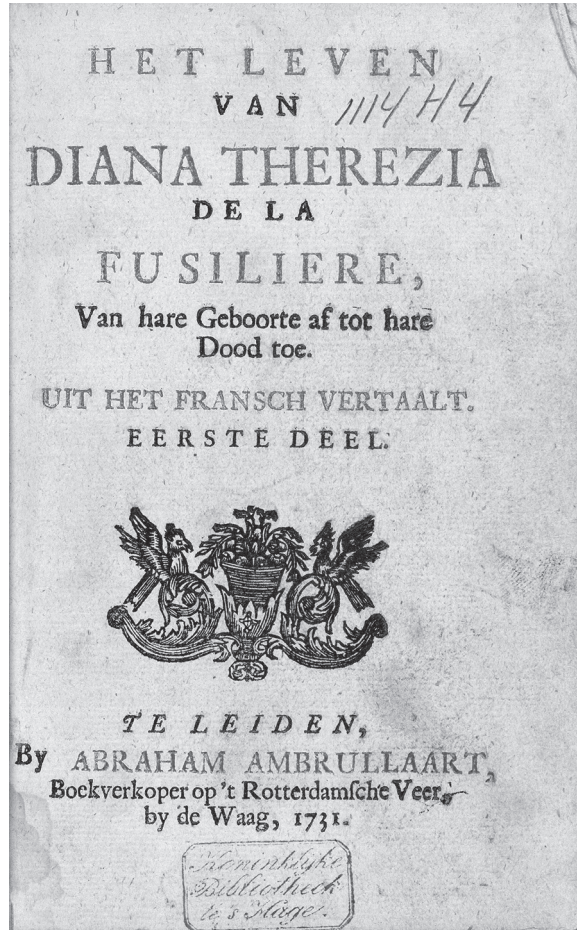 HET LEVEN
VAN
1114 H 4
DIANA THEREZIA
DE LA
FUSILIERE,
Van hare Geboorte af tot hare
Dood toe.
UIT HET FRANSCH VERTAALT.
EERSTE DEEL.
TE LEIDEN,
By ABRAHAM AMBRULLAART,
Boekverkoper op 't Rotterdamſche Veer,
by de Waag, 1731.
Koninklyke
Bibliotheek
te's Hage.